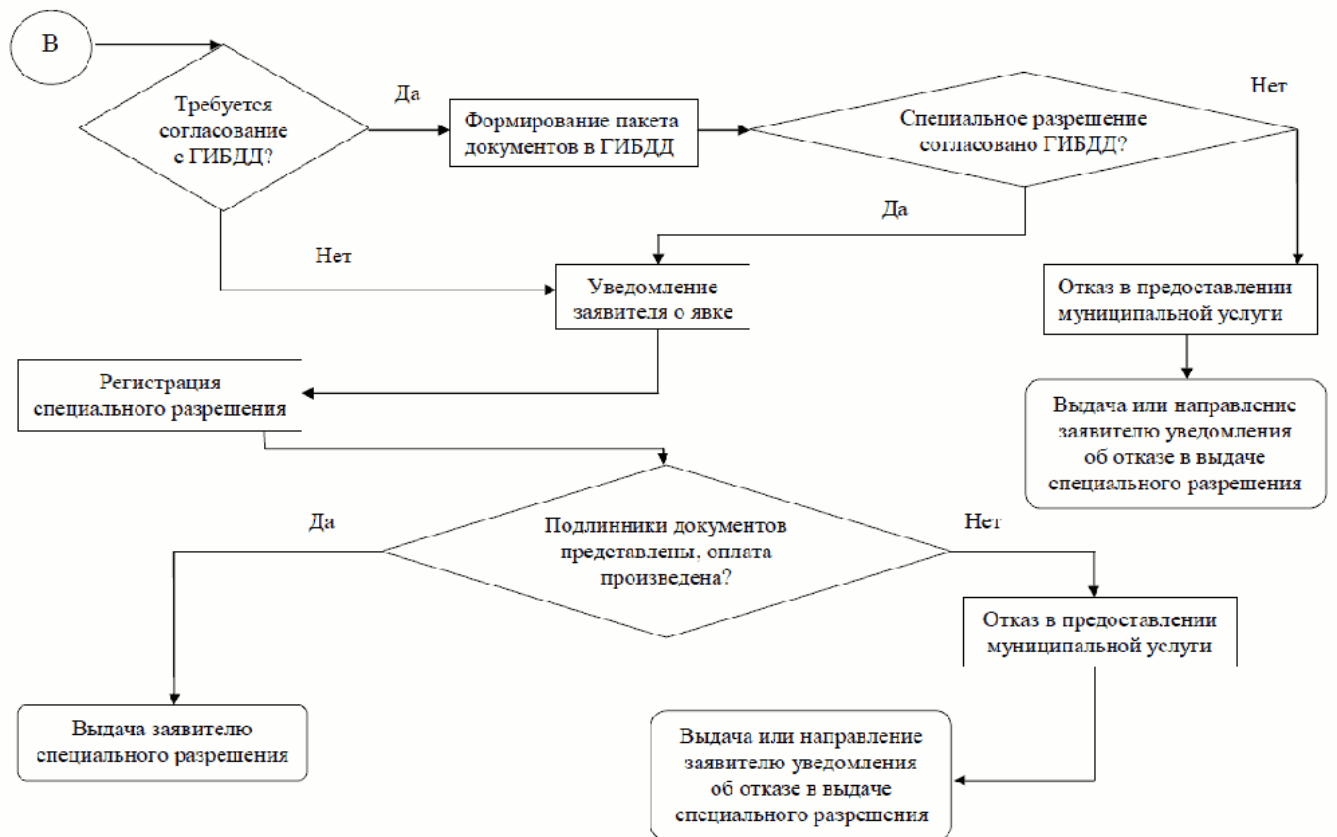 В
Требуется
согласование
с ГИБДД?
Да
Формирование пакета
документов в ГИБДД
Специальное разрешение
согласовано ГИБДД?
Нет
Да
Нет
Уведомление
заявителя о явке
Отказ в предоставлении
муниципальной услуги
Регистрация
специального разрешения
Выдача или направление
заявителю уведомления
об отказе в выдаче
специального разрешения
Да
Подлинники документов
представлены, оплата
произведена?
Нет
Отказ в предоставлении
муниципальной услуги
Выдача заявителю
специального разрешения
Выдача или направление
заявителю уведомления
об отказе в выдаче
специального разрешения